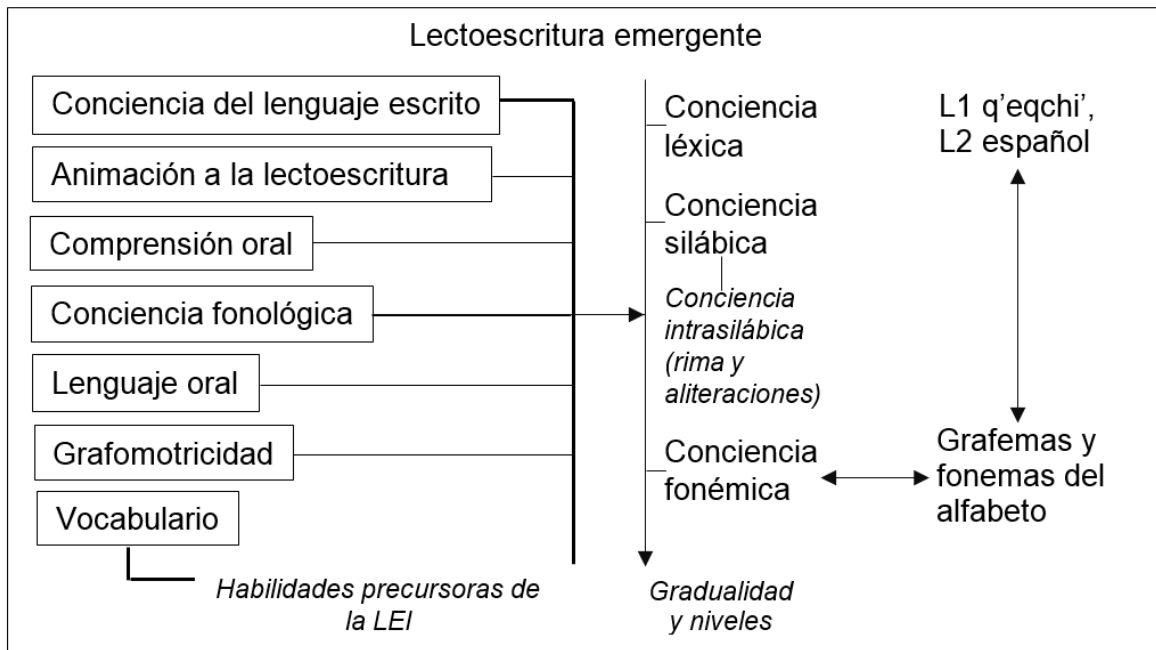 Lectoescritura emergente
Conciencia del lenguaje escrito
Animación a la lectoescritura
Comprensión oral
Conciencia fonológica
Lenguaje oral
Grafomotricidad
Vocabulario
Habilidades precursoras de
la LEI
Conciencia
léxica
Conciencia
silábica
Conciencia
intrasilábica
(rima y
aliteraciones)
Conciencia
fonémica
Gradualidad
y niveles
L1 q’eqchi’,
L2 español
Grafemas y
fonemas del
alfabeto